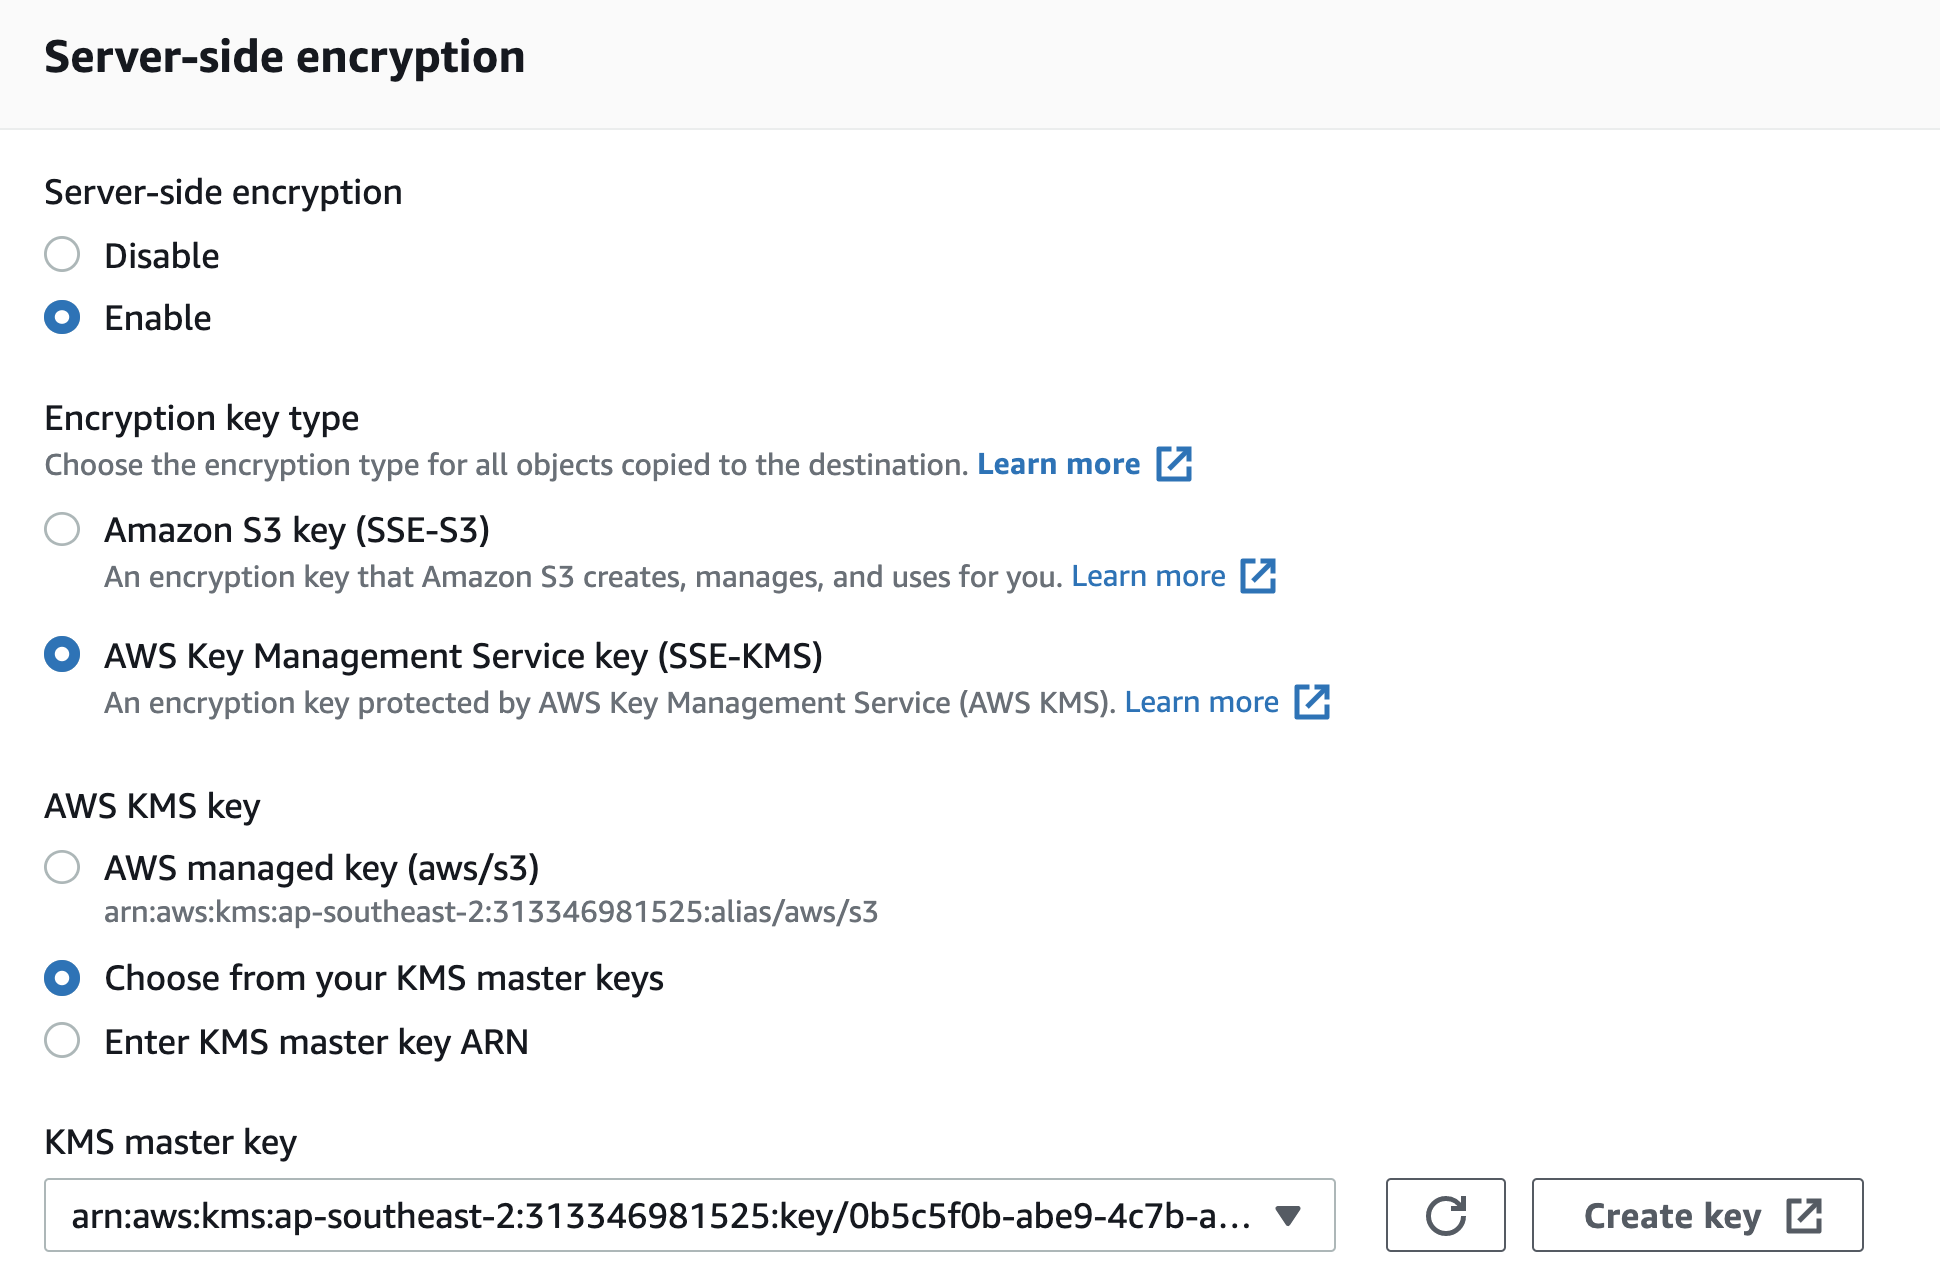 Server-side encryption
Server-side encryption
Disable
Enable
Encryption key type
Choose the encryption type for all objects copied to the destination. Learn more
Amazon S3 key (SSE-S3)
An encryption key that Amazon S3 creates, manages, and uses for you. Learn more
AWS Key Management Service key (SSE-KMS)
An encryption key protected by AWS Key Management Service (AWS KMS). Learn more
AWS KMS key
AWS managed key (aws/s3)
arn:aws:kms:ap-southeast-2:313346981525:alias/aws/s3
Choose from your KMS master keys
Enter KMS master key ARN
KMS master key
arn:aws:kms:ap-southeast-2:313346981525:key/0b5c5f0b-abe9-4c7b-a... Create key